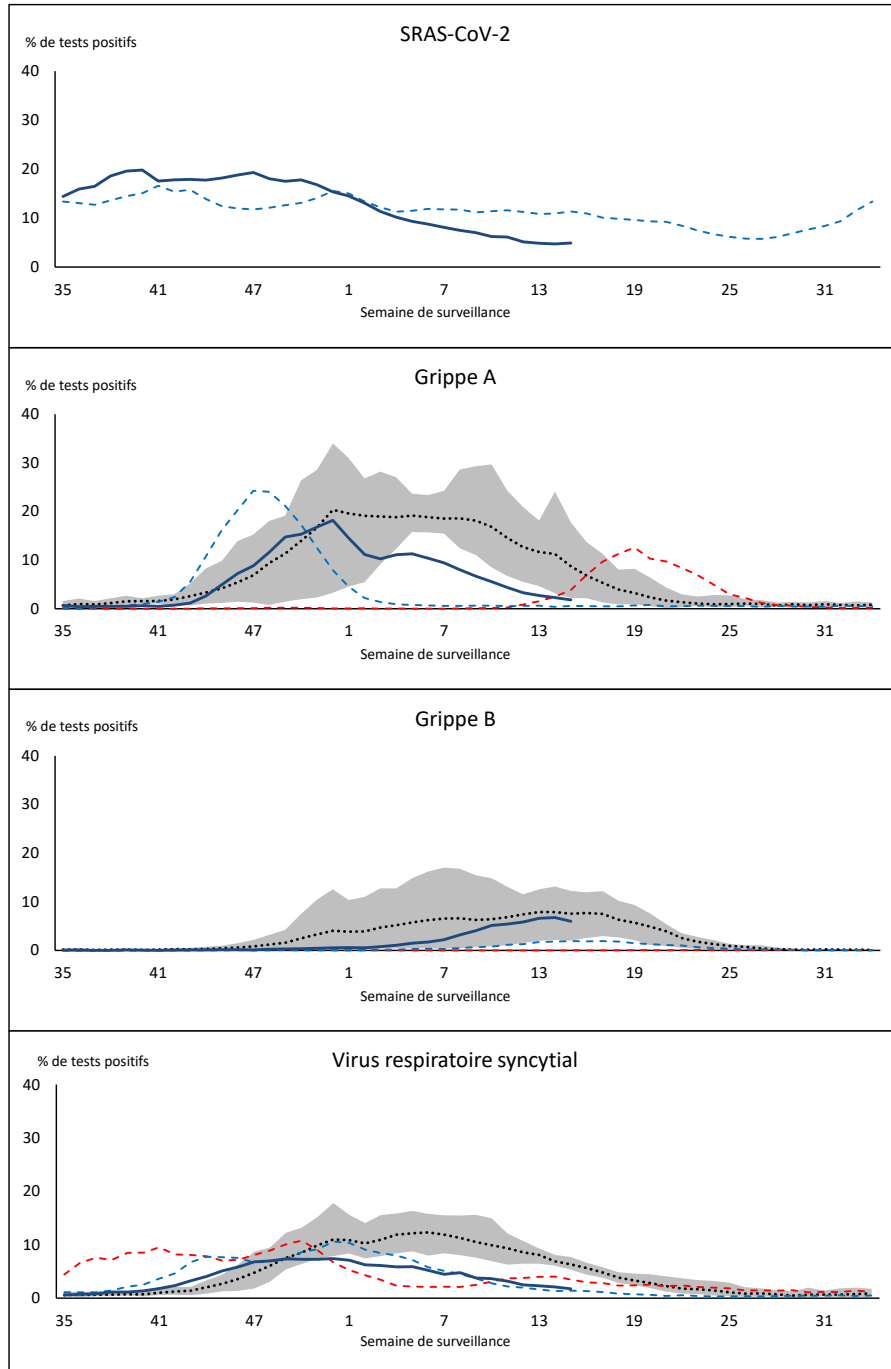 SRAS-CoV-2
% de tests positifs
40
30
20
10
0
35 41 47 1 7 13 19 25 31
Semaine de surveillance
Grippe A
% de tests positifs
40
30
20
10
0
35 41 47 1 7 13 19 25 31
Semaine de surveillance
Grippe B
% de tests positifs
40
30
20
10
0
35 41 47 1 7 13 19 25 31
Semaine de surveillance
Virus respiratoire syncytial
% de tests positifs
40
30
20
10
0
35 41 47 1 7 13 19 25 31
Semaine de surveillance